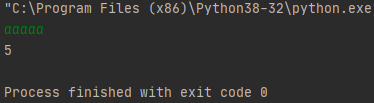 "C:\Program Files (x86)\Python38-32\python.exe
aaaaa
5
Process finished with exit code 0